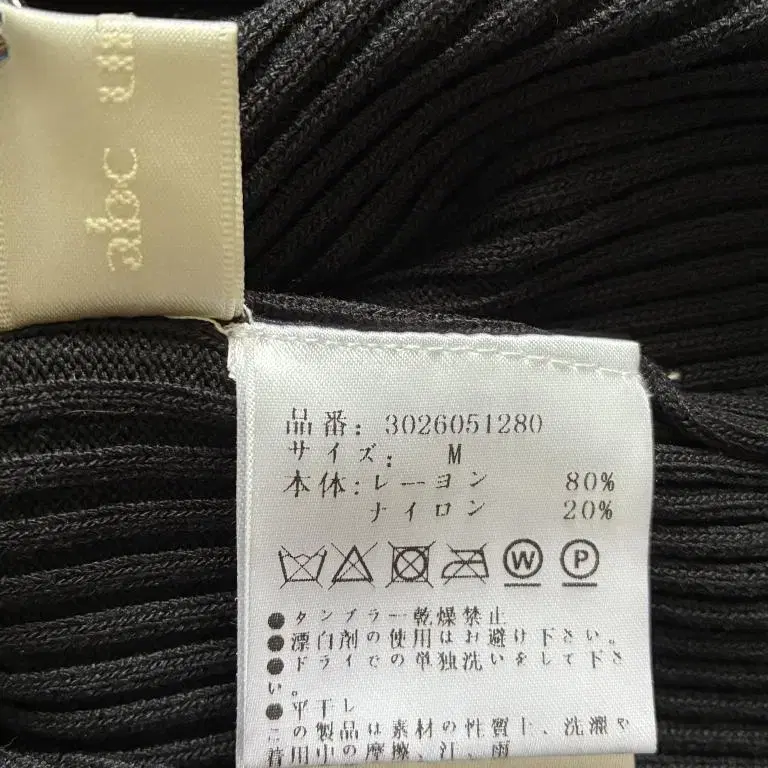 abc
品番: 3026051280
サイズ: M
本体: レーヨン 80%
ナイロン 20%
W P
●タンブラー乾燥禁止
●漂白剤の使用はお避け下さい。
●ドライでの単独洗いをして下さ
い。
●平干し
この製品は素材の性質上、洗濯や
着用中の摩擦、汗、雨